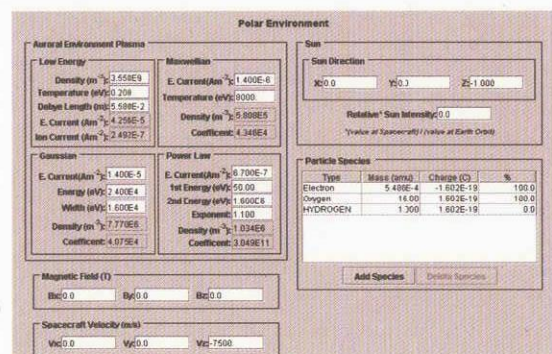 Polar Environment
Auroral Environment Plasma
Low Energy
Density (m^-3): 3.550E9
Temperature (eV): 0.200
Debye Length (m): 5.588E-2
E. Current (Am^-2): 4.256E-5
Ion Current (Am^-2): 2.492E-7
Maxwellian
E. Current(Am^-2): 1.400E-6
Temperature (eV): 8000.
Density (m^-3): 5.808E5
Coefficent: 4.346E4
Gaussian
E. Current(Am^-2): 1.400E-5
Energy (eV): 2.400E4
Width (eV): 1.600E4
Density (m^-3): 7.770E6
Coefficent: 4.075E4
Power Law
E. Current(Am^-2): 6.700E-7
1st Energy (eV): 50.00
2nd Energy (eV): 1.600E6
Exponent: 1.100
Density (m^-3): 1.034E6
Coefficent: 3.049E11
Magnetic Field (T)
Bx: 0.0 By: 0.0 Bz: 0.0
Spacecraft Velocity (m/s)
Vx: 0.0 Vy: 0.0 Vz: -7500.
Sun
Sun Direction
X: 0.0 Y: 0.0 Z: -1.000
Relative* Sun Intensity: 0.0
*(value at Spacecraft) / (value at Earth Orbit)
Particle Species
Type Mass (amu) Charge (C) %
Electron 5.486E-4 -1.602E-19 100.0
Oxygen 16.00 1.602E-19 100.0
HYDROGEN 1.000 1.602E-19 0.0
Add Species Delete Species